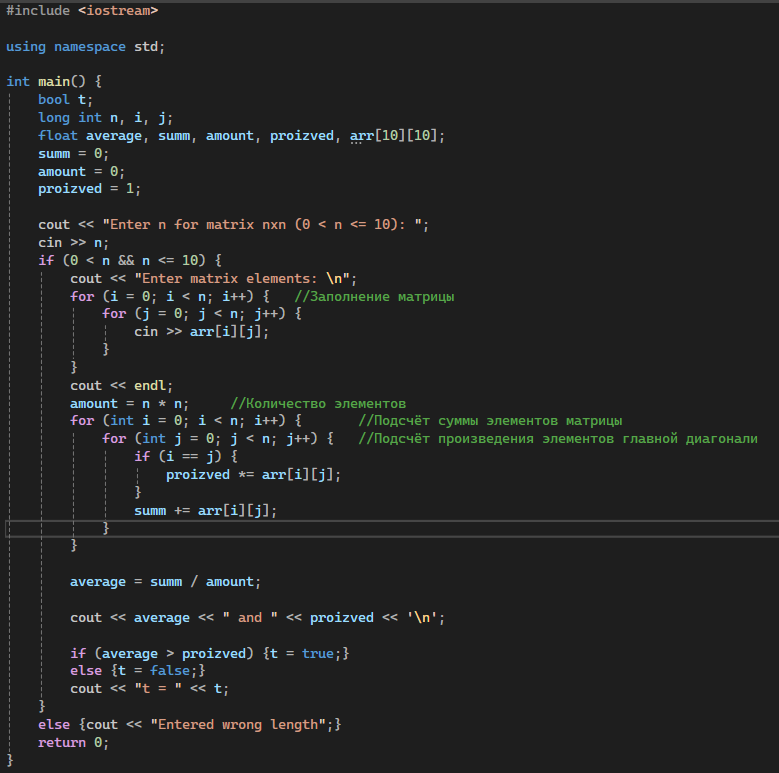 #include <iostream>
using namespace std;
int main() {
bool t;
long int n, i, j;
float average, summ, amount, proizved, arr[10][10];
summ = 0;
amount = 0;
proizved = 1;
cout << "Enter n for matrix nxn (0 < n <= 10): ";
cin >> n;
if (0 < n && n <= 10) {
cout << "Enter matrix elements: \n";
for (i = 0; i < n; i++) {   //Заполнение матрицы
for (j = 0; j < n; j++) {
cin >> arr[i][j];
}
}
cout << endl;
amount = n * n;     //Количество элементов
for (int i = 0; i < n; i++) {       //Подсчёт суммы элементов матрицы
for (int j = 0; j < n; j++) {   //Подсчёт произведения элементов главной диагонали
if (i == j) {
proizved *= arr[i][j];
}
summ += arr[i][j];
}
}
average = summ / amount;
cout << average << " and " << proizved << '\n';
if (average > proizved) {t = true;}
else {t = false;}
cout << "t = " << t;
}
else {cout << "Entered wrong length";}
return 0;
}